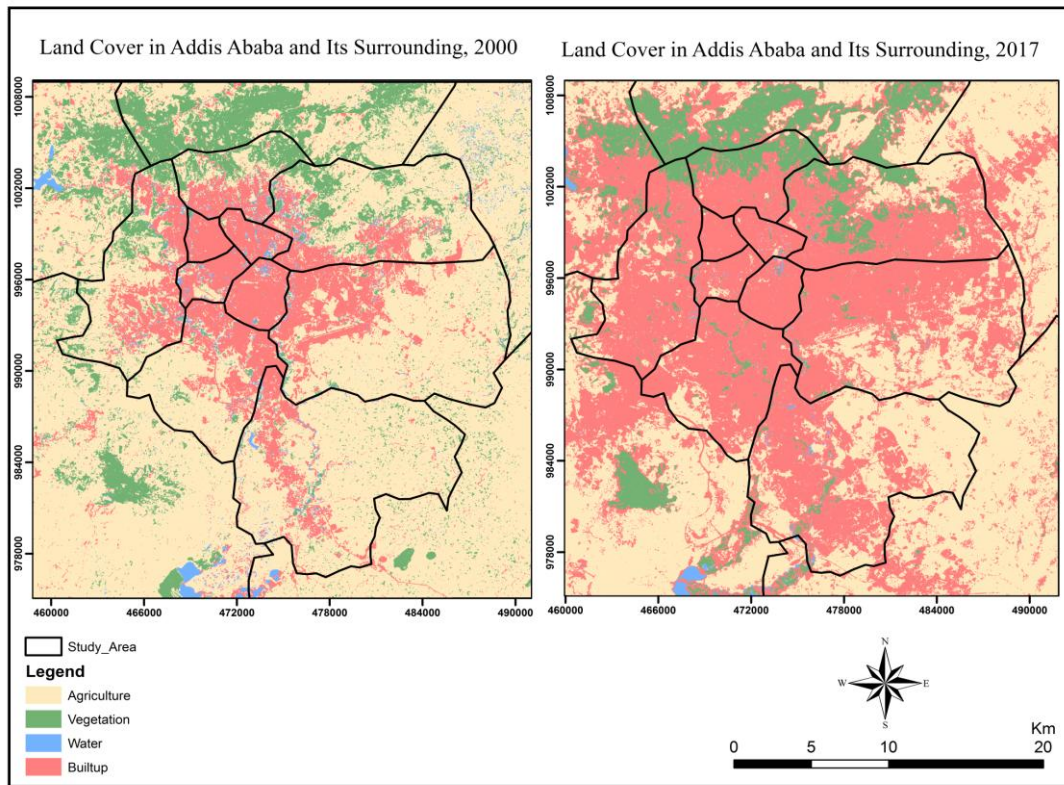 Land Cover in Addis Ababa and Its Surrounding, 2000
1008000
1002000
996000
990000
984000
978000
460000 466000 472000 478000 484000 490000
Land Cover in Addis Ababa and Its Surrounding, 2017
1008000
1002000
996000
990000
984000
978000
460000 466000 472000 478000 484000 490000
Study_Area
Legend
Agriculture
Vegetation
Water
Builtup
N
W E
S
Km
0 5 10 20